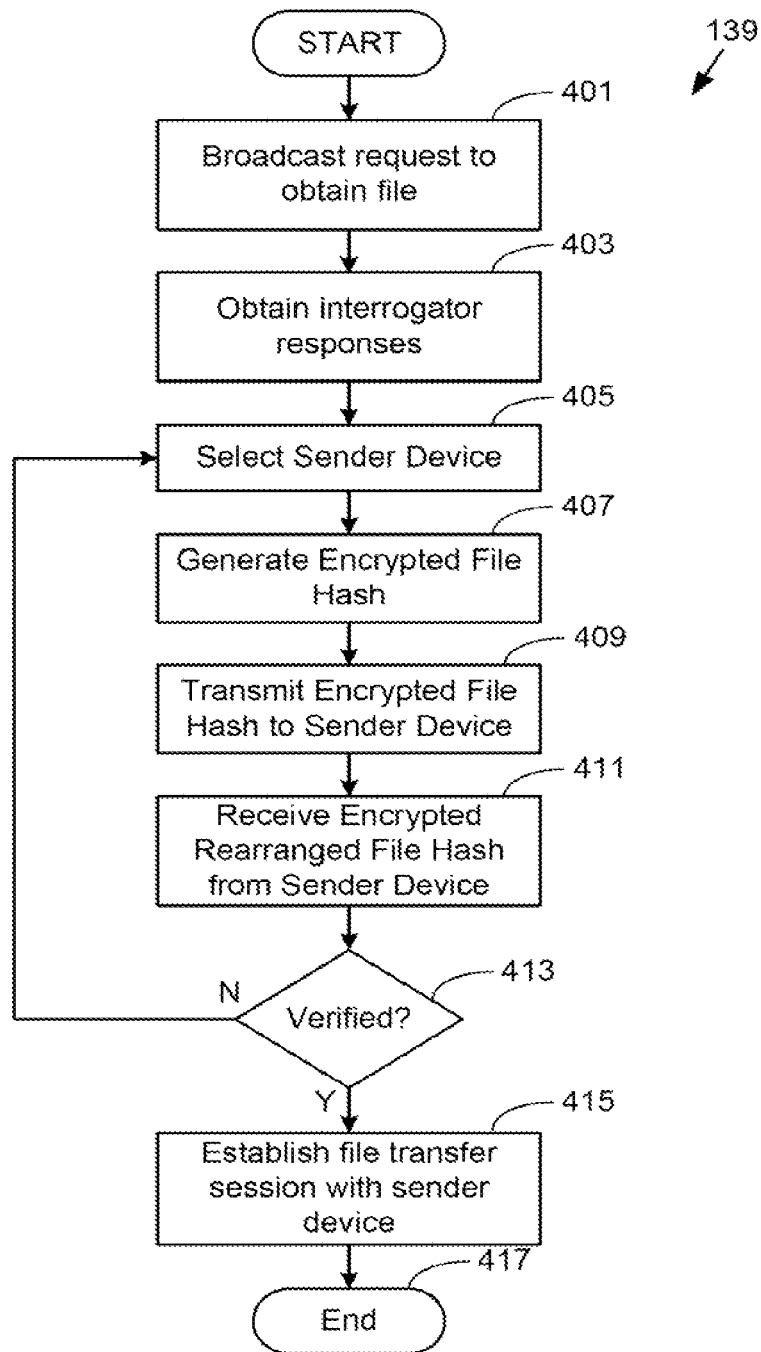 START
139
401
Broadcast request to
obtain file
403
Obtain interrogator
responses
405
Select Sender Device
407
Generate Encrypted File
Hash
409
Transmit Encrypted File
Hash to Sender Device
411
Receive Encrypted
Rearranged File Hash
from Sender Device
413
N
Verified?
Y
415
Establish file transfer
session with sender
device
417
End